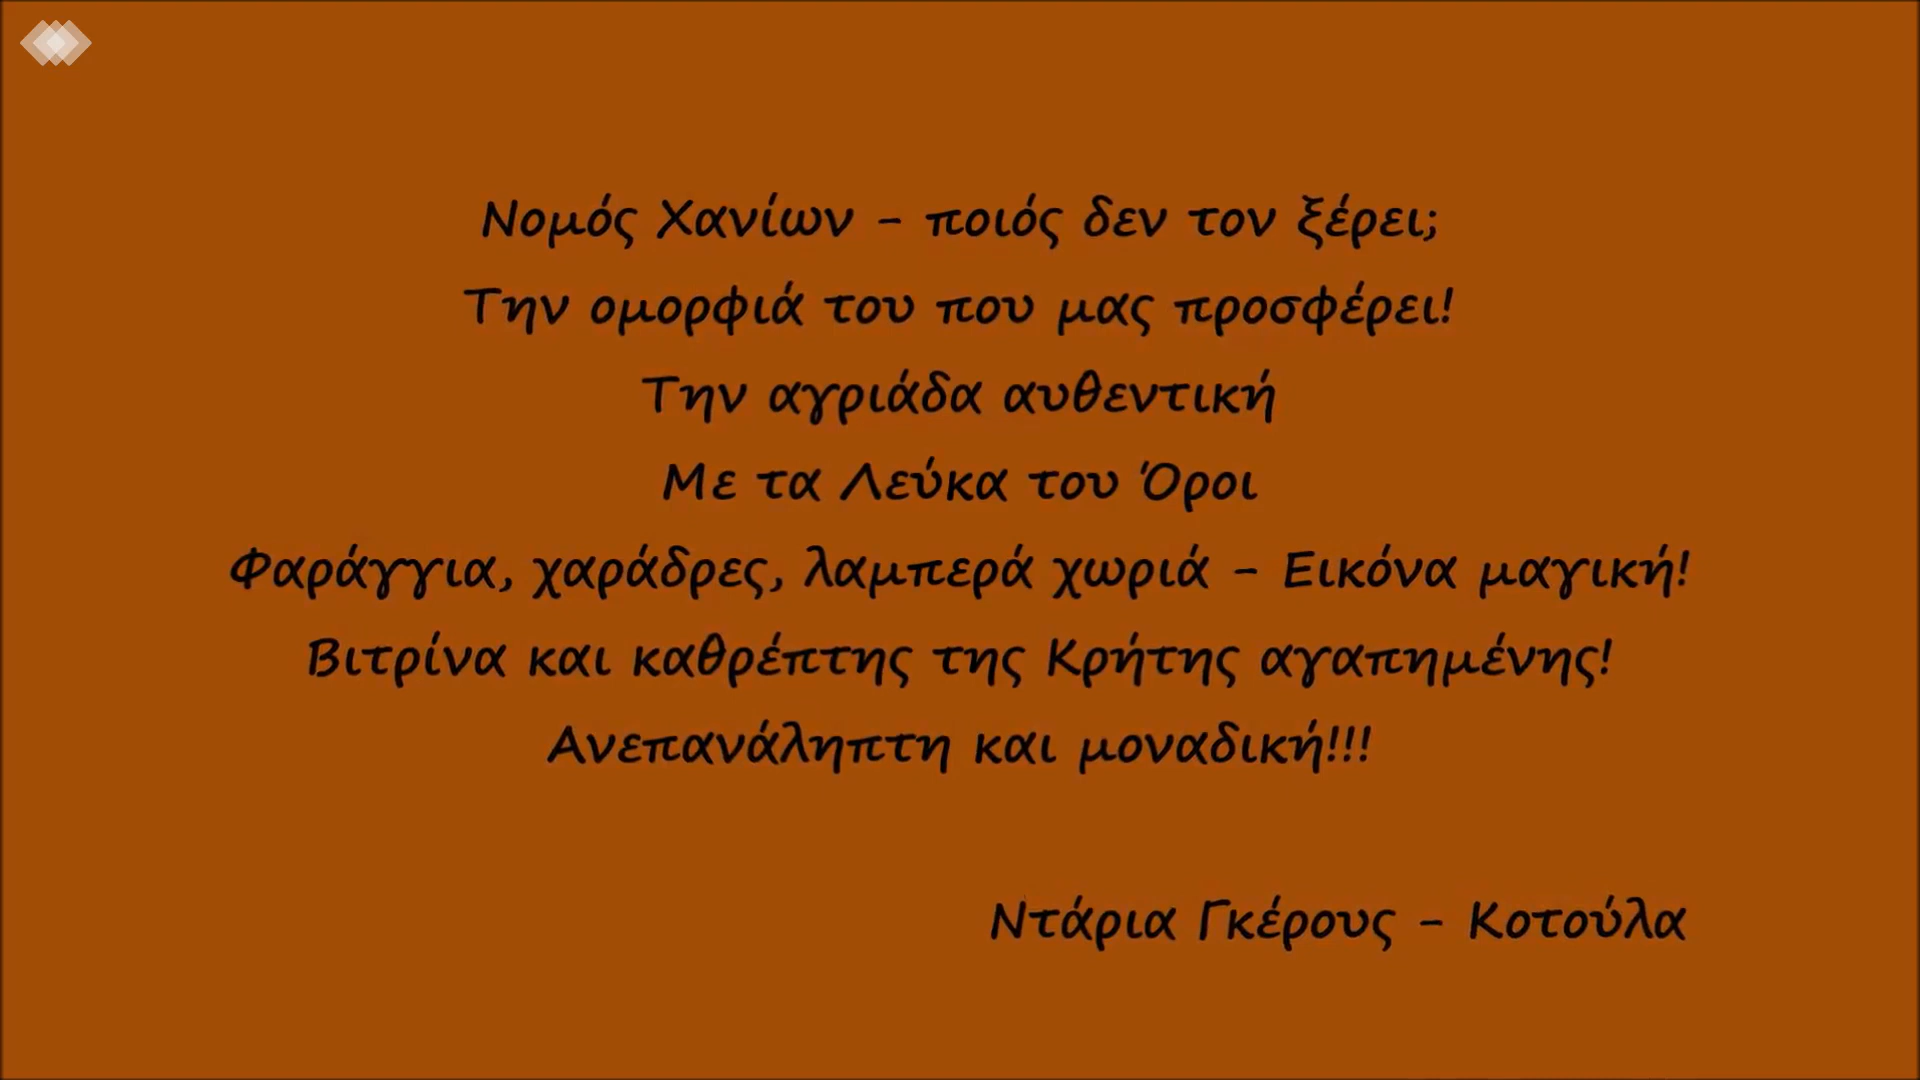 Νομός Χανίων - ποιός δεν τον ξέρει;
Την ομορφιά του που μας προσφέρει!
Την αγριάδα αυθεντική
Με τα Λεύκα του Όροι
Φαράγγια, χαράδρες, λαμπερά χωριά - Εικόνα μαγική!
Βιτρίνα και καθρέπτης της Κρήτης αγαπημένης!
Ανεπανάληπτη και μοναδική!!!
Ντάρια Γκέρους - Κοτούλα